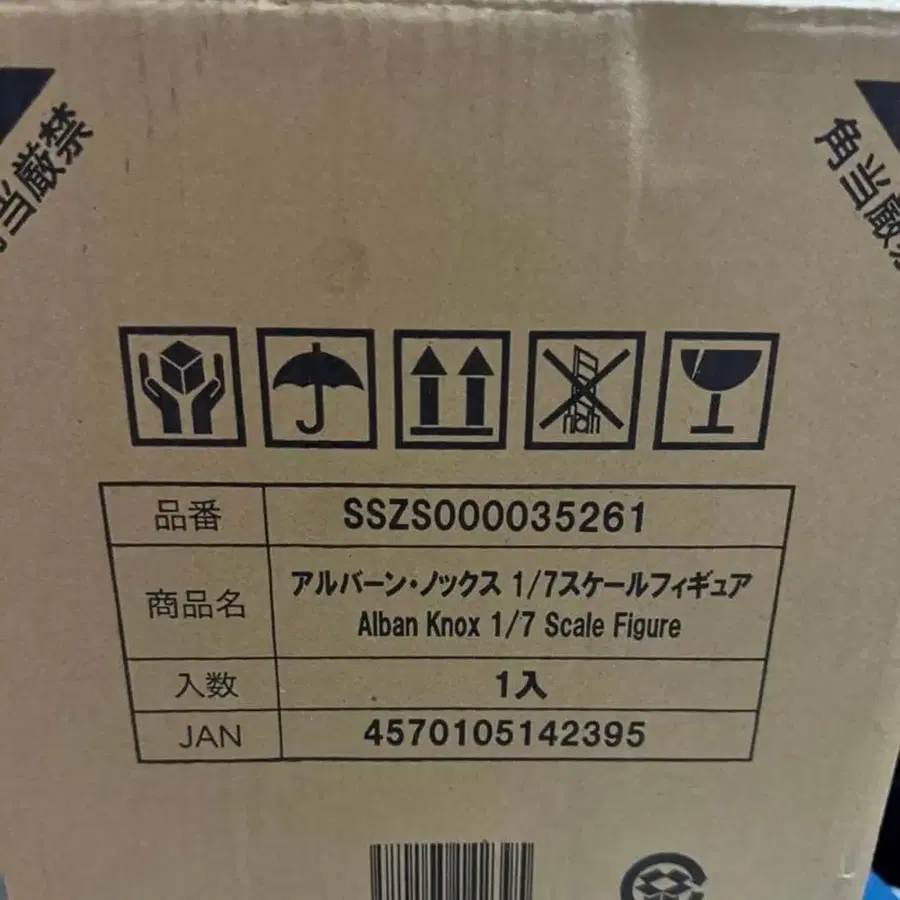 角当厳禁
角当厳禁
品番 SSZS000035261
商品名 アルバーン・ノックス 1/7スケールフィギュア
Alban Knox 1/7 Scale Figure
入数 1入
JAN 4570105142395